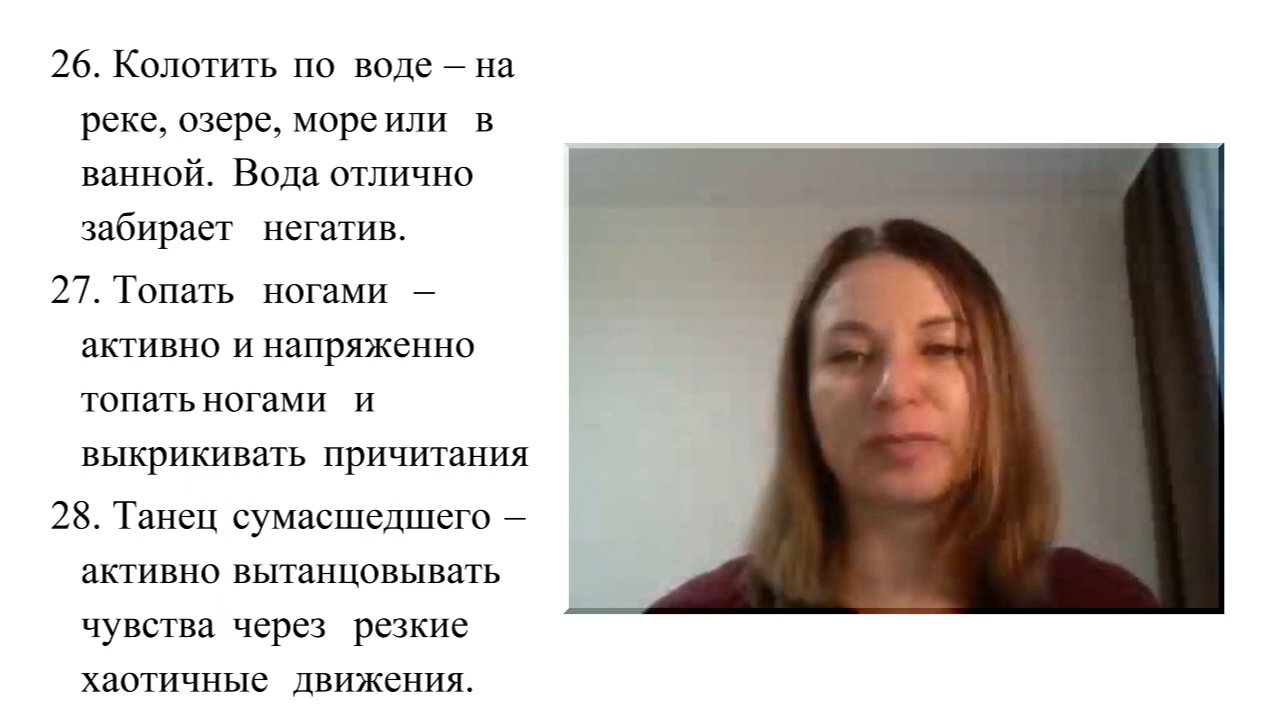 26. Колотить по воде – на
реке, озере, море или в
ванной. Вода отлично
забирает негатив.
27. Топать ногами –
активно и напряженно
топать ногами и
выкрикивать причитания
28. Танец сумасшедшего –
активно вытанцовывать
чувства через резкие
хаотичные движения.